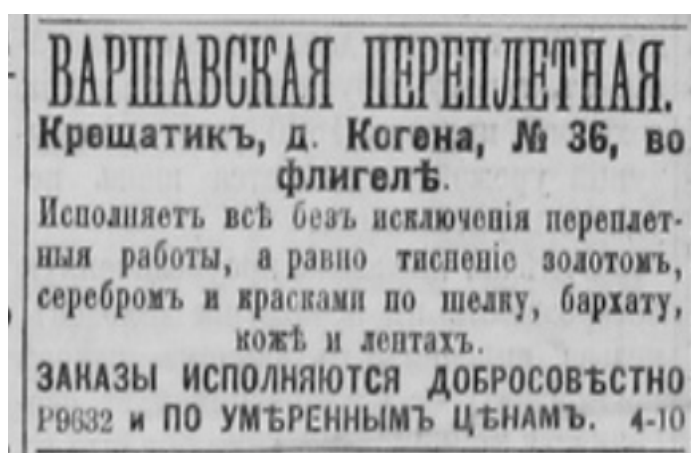 ВАРШАВСКАЯ ПЕРЕПЛЕТНАЯ.
Крещатикъ, д. Когена, № 36, во
флигелѣ.
Исполняетъ всѣ безъ исключенія переплет-
ныя работы, а равно тисненіе золотомъ,
серебромъ и красками по шелку, бархату,
кожѣ и лентахъ.
ЗАКАЗЫ ИСПОЛНЯЮТСЯ ДОБРОСОВѢСТНО
Р9632 и ПО УМѢРЕННЫМЪ ЦѢНАМЪ. 4-10